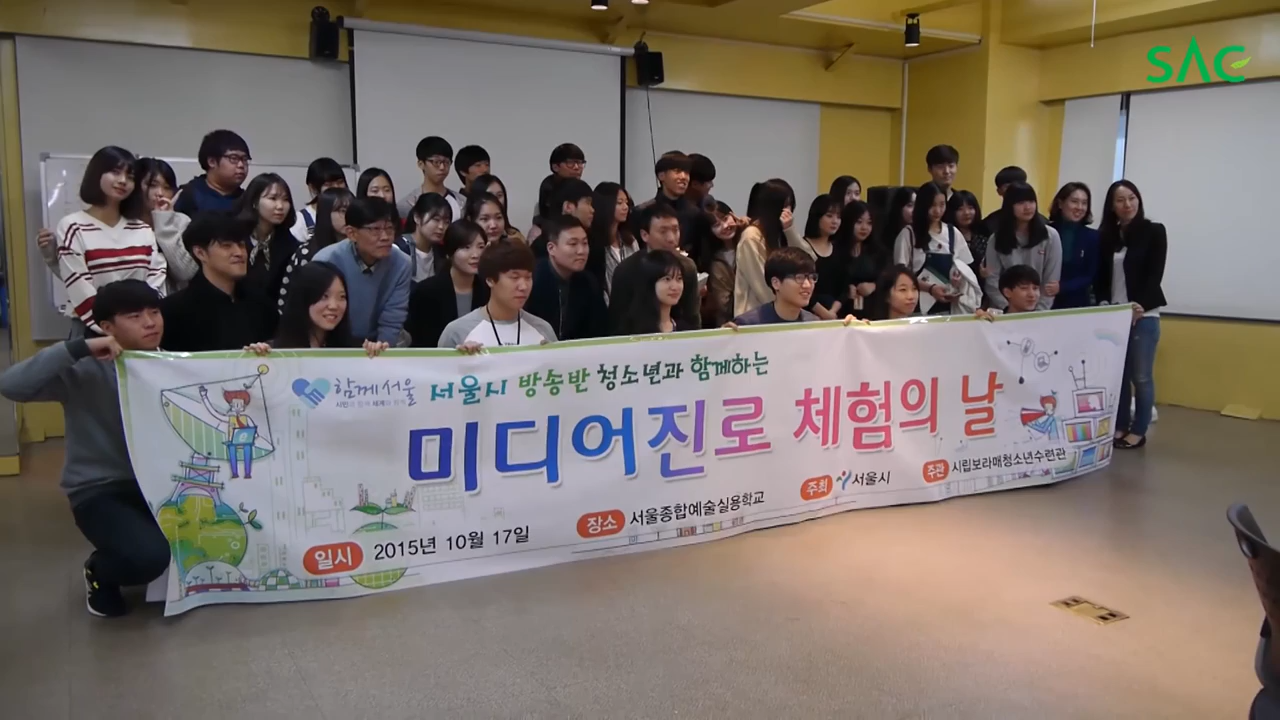 SAC
함께서울 서울시 방송반 청소년과 함께하는
미디어진로 체험의 날
일시 2015년 10월 17일
장소 서울종합예술실용학교
주최 서울시
주관 시립보라매청소년수련관